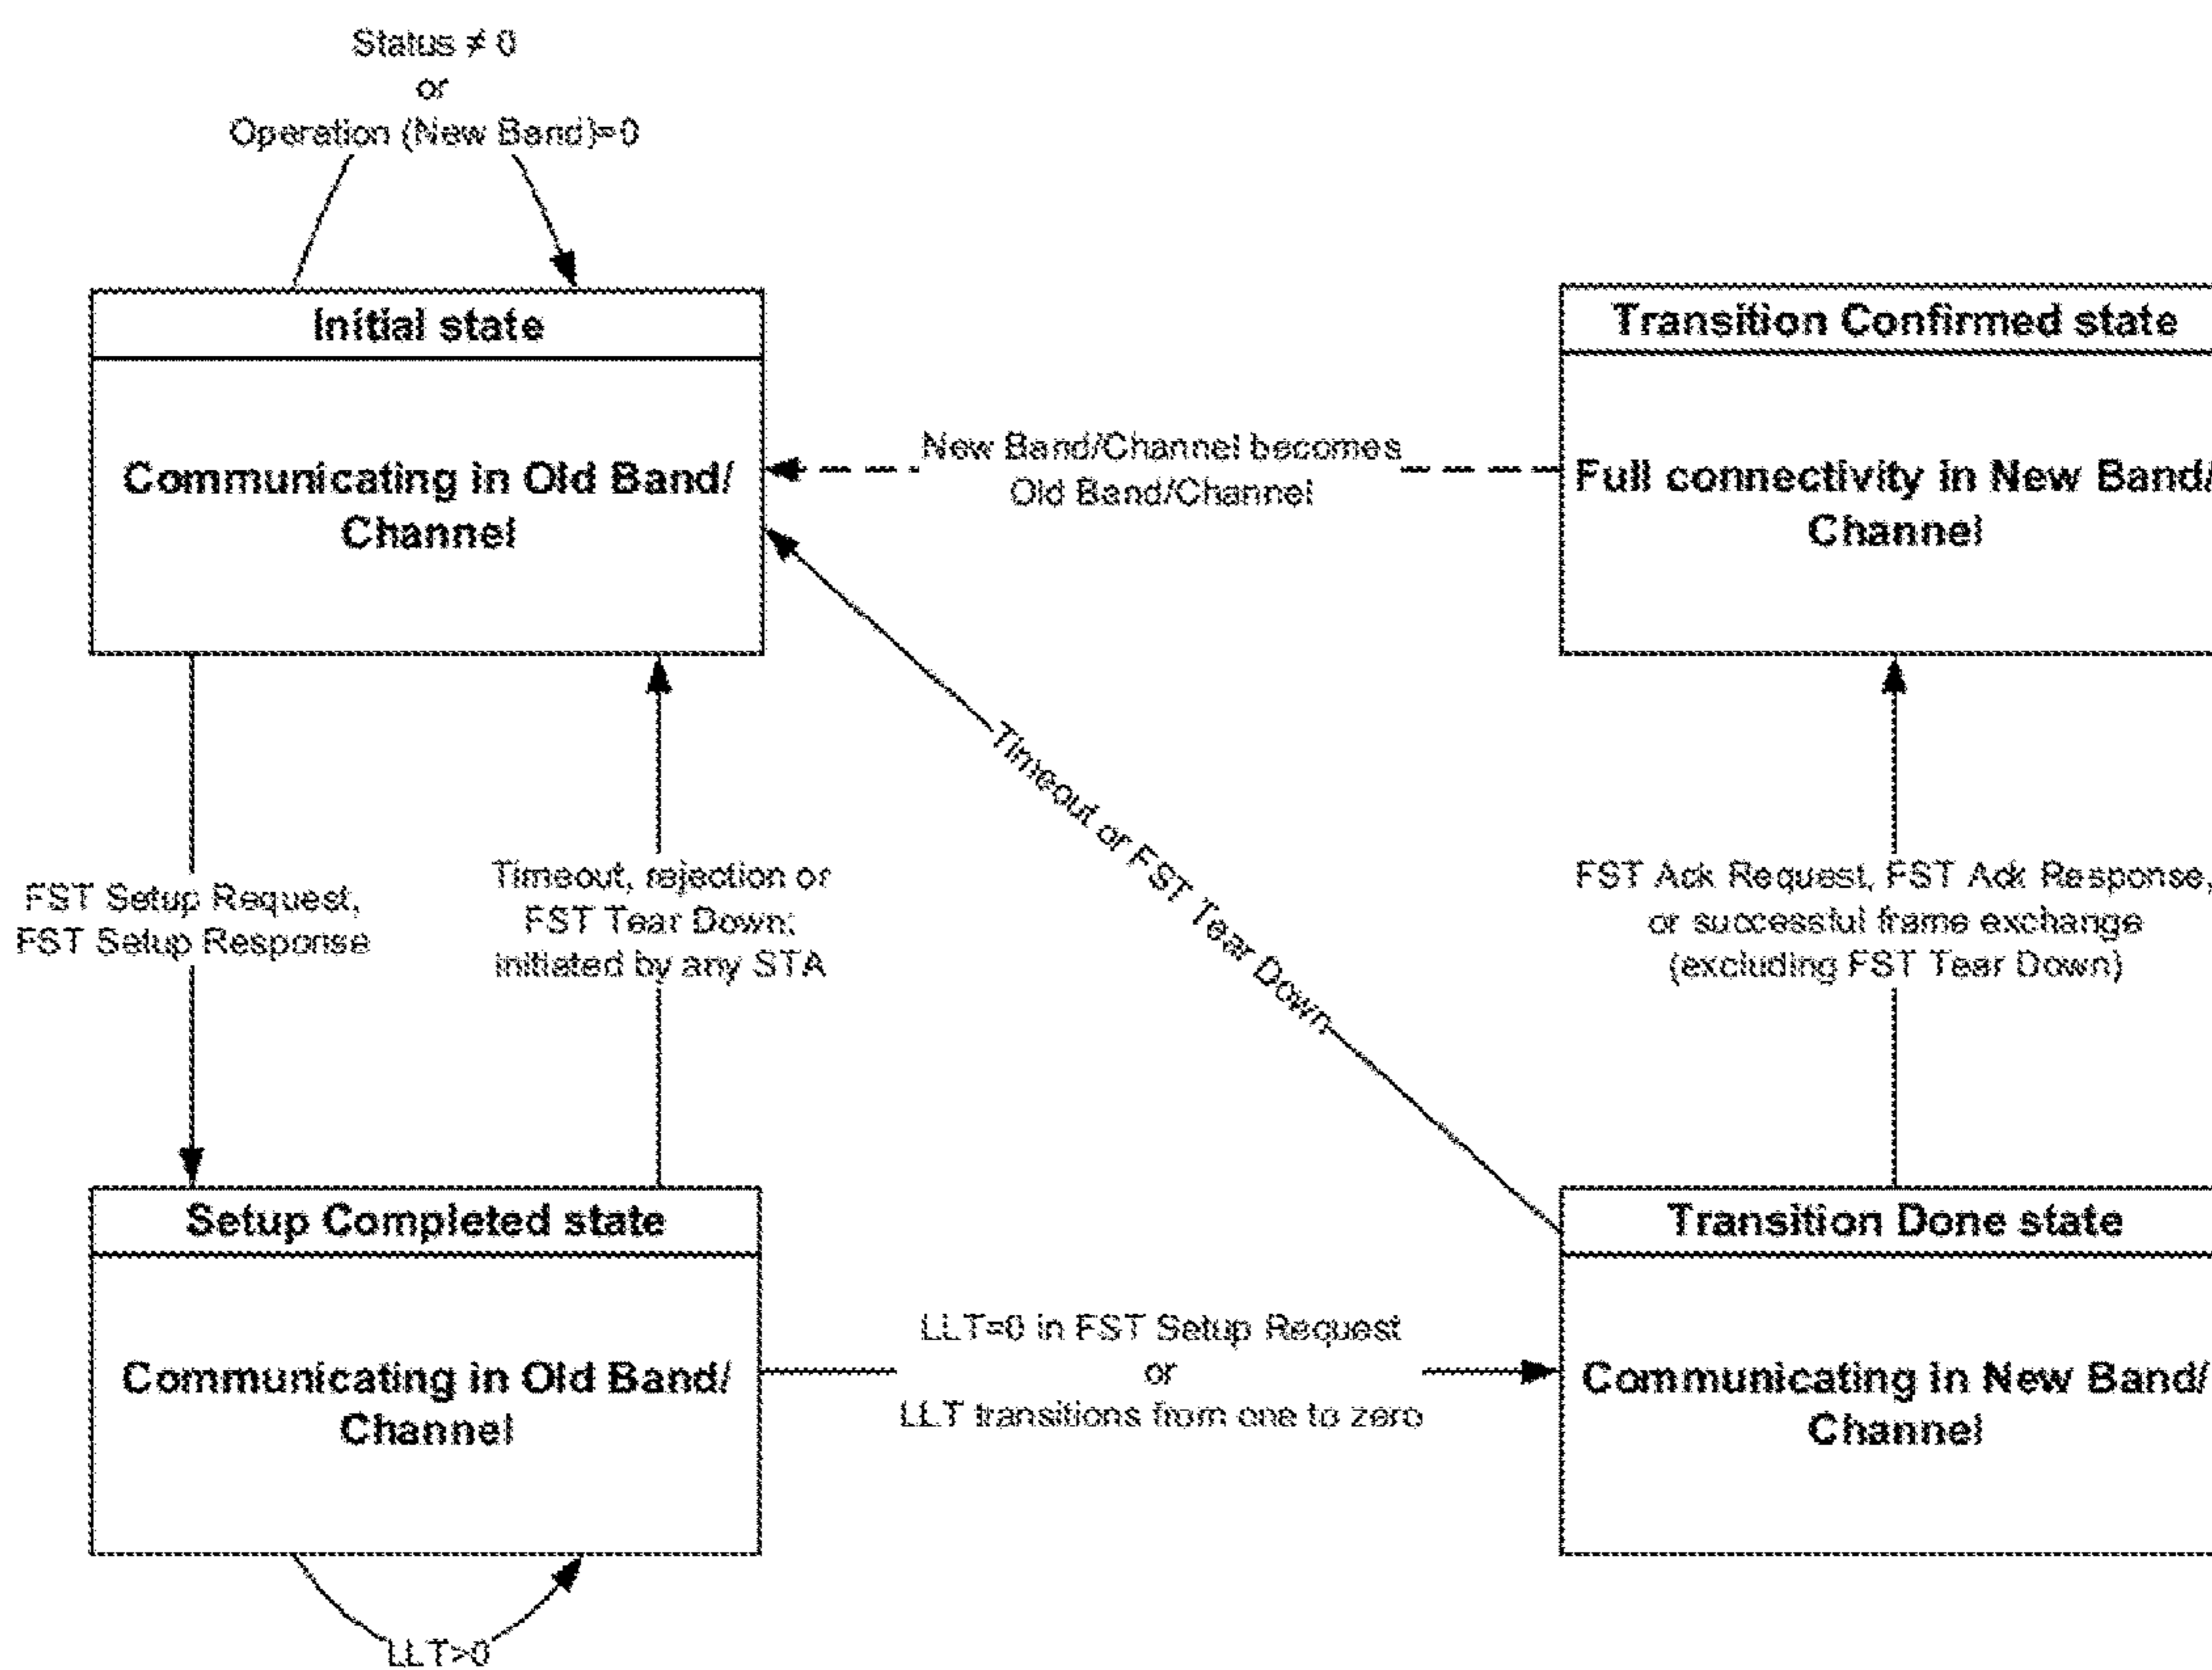 Status ≠ 0
or
Operation (New Band)=0
Initial state
Communicating in Old Band/
Channel
Transition Confirmed state
Full connectivity in New Band/
Channel
New Band/Channel becomes
Old Band/Channel
FST Setup Request,
FST Setup Response
Timeout, rejection or
FST Tear Down;
initiated by any STA
Timeout or FST Tear Down
FST Ack Request, FST Ack Response,
or successful frame exchange
(excluding FST Tear Down)
Setup Completed state
Communicating in Old Band/
Channel
LLT=0 in FST Setup Request
or
LLT transitions from one to zero
Transition Done state
Communicating in New Band/
Channel
LLT>0